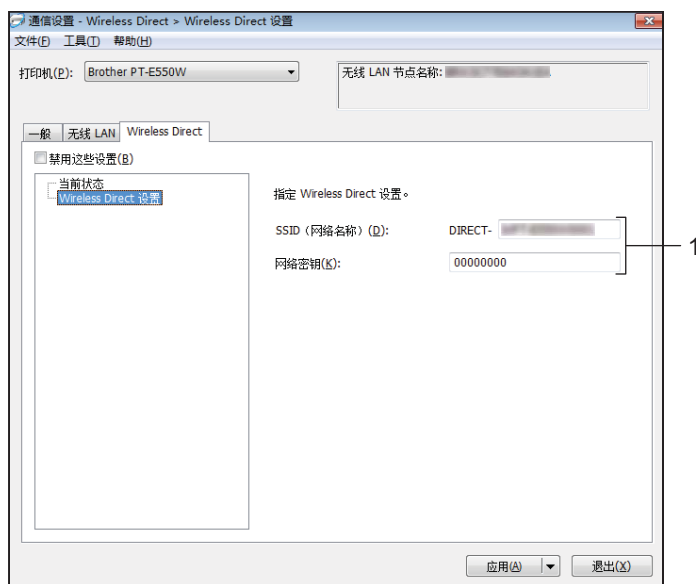 通信设置 - Wireless Direct > Wireless Direct 设置
文件(F) 工具(T) 帮助(H)
打印机(P): Brother PT-E550W 无线 LAN 节点名称:
一般 无线 LAN Wireless Direct
禁用这些设置(B)
当前状态
Wireless Direct 设置
指定 Wireless Direct 设置。
SSID（网络名称）(D): DIRECT-
1
网络密钥(K): 00000000
应用(A) 退出(X)